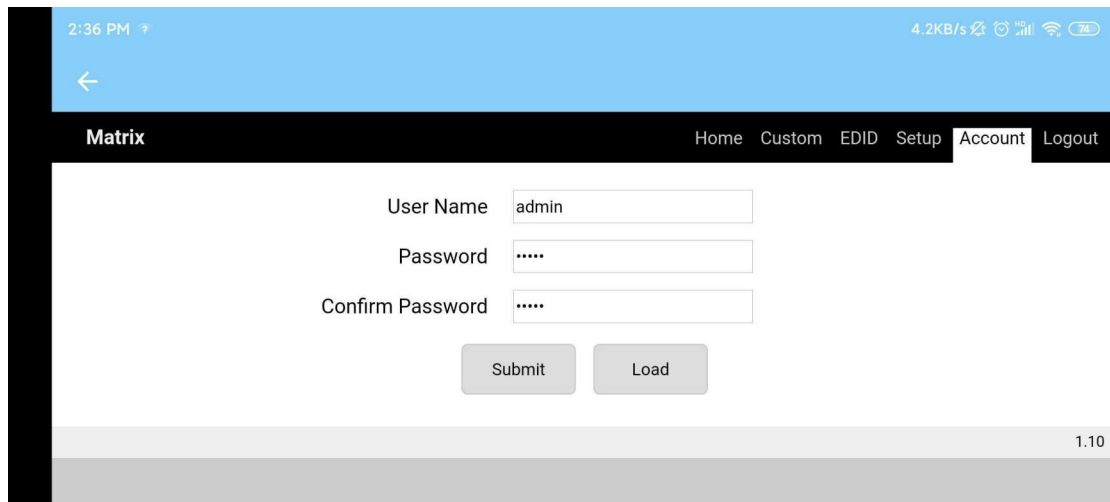 2:36 PM
4.2KB/s HD 74
Matrix Home Custom EDID Setup Account Logout
User Name admin
Password •••••
Confirm Password •••••
Submit Load
1.10